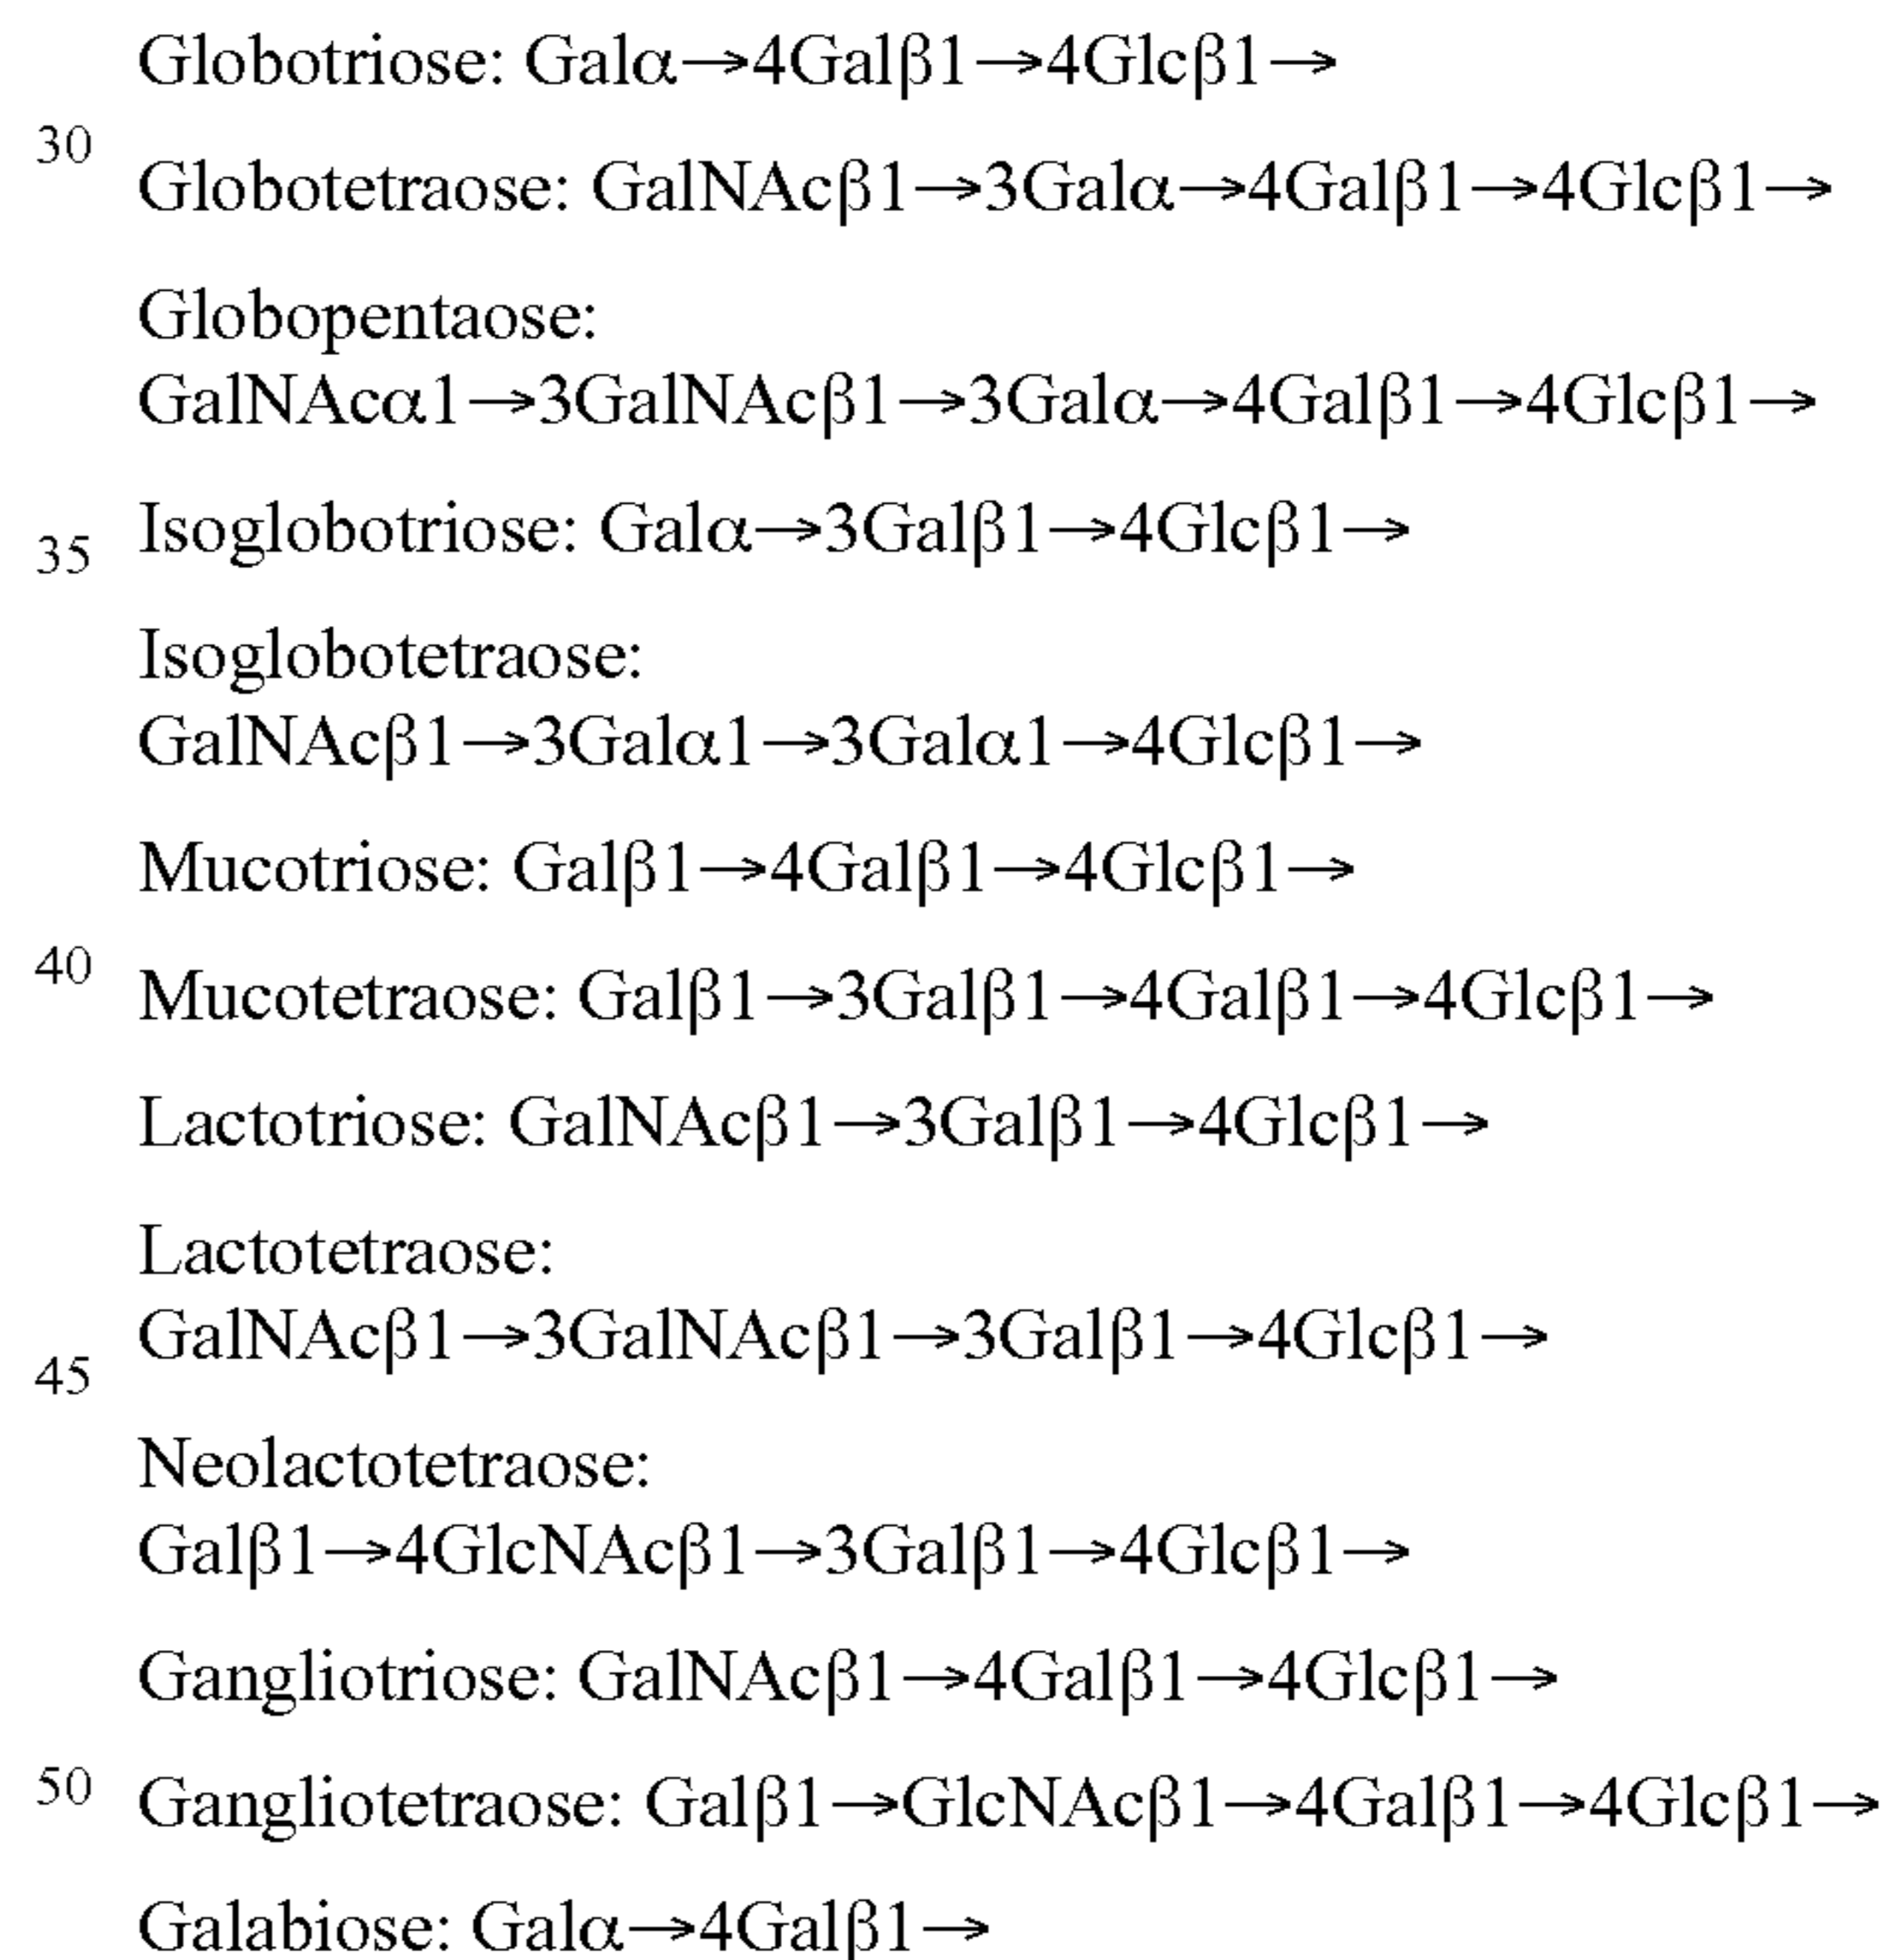 Globotriose: Galα→4Galβ1→4Glcβ1→
30
Globotetraose: GalNAcβ1→3Galα→4Galβ1→4Glcβ1→
Globopentaose:
GalNAcα1→3GalNAcβ1→3Galα→4Galβ1→4Glcβ1→
35 Isoglobotriose: Galα→3Galβ1→4Glcβ1→
Isoglobotetraose:
GalNAcβ1→3Galα1→3Galα1→4Glcβ1→
Mucotriose: Galβ1→4Galβ1→4Glcβ1→
40 Mucotetraose: Galβ1→3Galβ1→4Galβ1→4Glcβ1→
Lactotriose: GalNAcβ1→3Galβ1→4Glcβ1→
Lactotetraose:
GalNAcβ1→3GalNAcβ1→3Galβ1→4Glcβ1→
45
Neolactotetraose:
Galβ1→4GlcNAcβ1→3Galβ1→4Glcβ1→
Gangliotriose: GalNAcβ1→4Galβ1→4Glcβ1→
50 Gangliotetraose: Galβ1→GlcNAcβ1→4Galβ1→4Glcβ1→
Galabiose: Galα→4Galβ1→